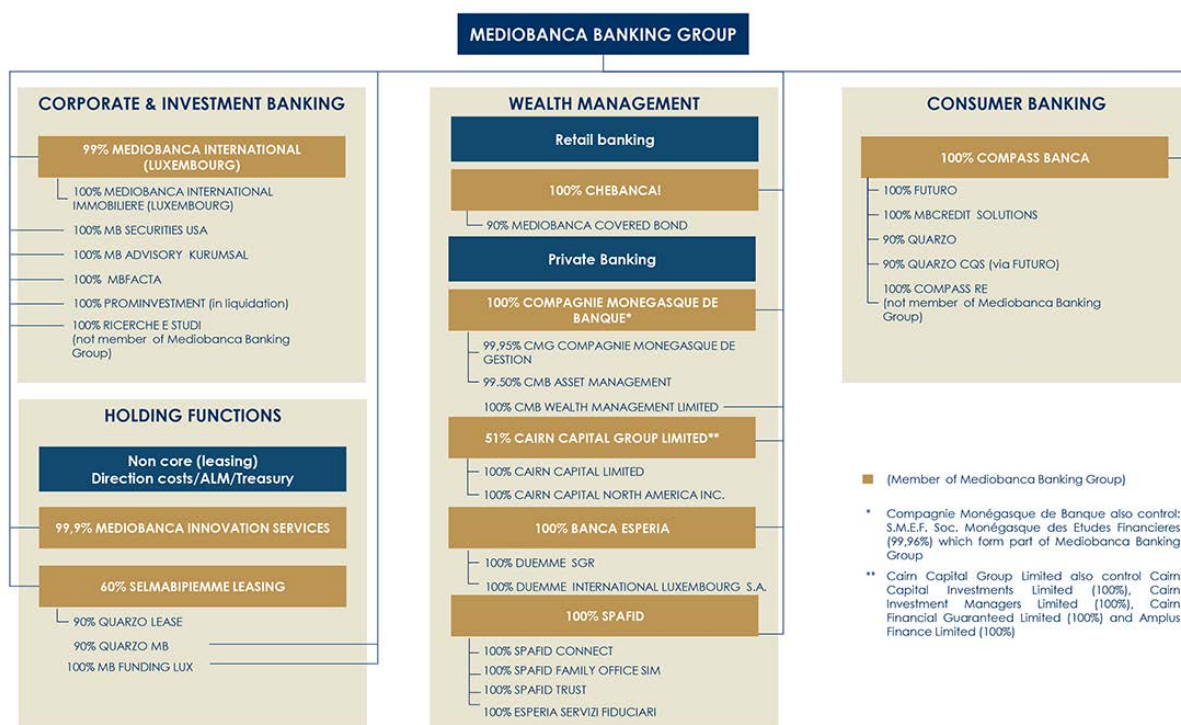 MEDIOBANCA BANKING GROUP
CORPORATE & INVESTMENT BANKING
99% MEDIOBANCA INTERNATIONAL
(LUXEMBOURG)
100% MEDIOBANCA INTERNATIONAL
IMMOBILIERE (LUXEMBOURG)
100% MB SECURITIES USA
100% MB ADVISORY KURUMSAL
100% MBFACTA
100% PROMINVESTMENT (in liquidation)
100% RICERCHE E STUDI
(not member of Mediobanca Banking
Group)
HOLDING FUNCTIONS
Non core (leasing)
Direction costs/ALM/Treasury
99,9% MEDIOBANCA INNOVATION SERVICES
60% SELMABIPIEMME LEASING
90% QUARZO LEASE
90% QUARZO MB
100% MB FUNDING LUX
WEALTH MANAGEMENT
Retail banking
100% CHEBANCA!
90% MEDIOBANCA COVERED BOND
Private Banking
100% COMPAGNIE MONEGASQUE DE
BANQUE*
99,95% CMG COMPAGNIE MONEGASQUE DE
GESTION
99.50% CMB ASSET MANAGEMENT
100% CMB WEALTH MANAGEMENT LIMITED
51% CAIRN CAPITAL GROUP LIMITED**
100% CAIRN CAPITAL LIMITED
100% CAIRN CAPITAL NORTH AMERICA INC.
100% BANCA ESPERIA
100% DUEMME SGR
100% DUEMME INTERNATIONAL LUXEMBOURG S.A.
100% SPAFID
100% SPAFID CONNECT
100% SPAFID FAMILY OFFICE SIM
100% SPAFID TRUST
100% ESPERIA SERVIZI FIDUCIARI
CONSUMER BANKING
100% COMPASS BANCA
100% FUTURO
100% MBCREDIT SOLUTIONS
90% QUARZO
90% QUARZO CQS (via FUTURO)
100% COMPASS RE
(not member of Mediobanca Banking
Group)
(Member of Mediobanca Banking Group)
* Compagnie Monégasque de Banque also control:
S.M.E.F. Soc. Monégasque des Etudes Financieres
(99,96%) which form part of Mediobanca Banking
Group
** Cairn Capital Group Limited also control Cairn
Capital Investments Limited (100%), Cairn
Investment Managers Limited (100%), Cairn
Financial Guaranteed Limited (100%) and Amplus
Finance Limited (100%)